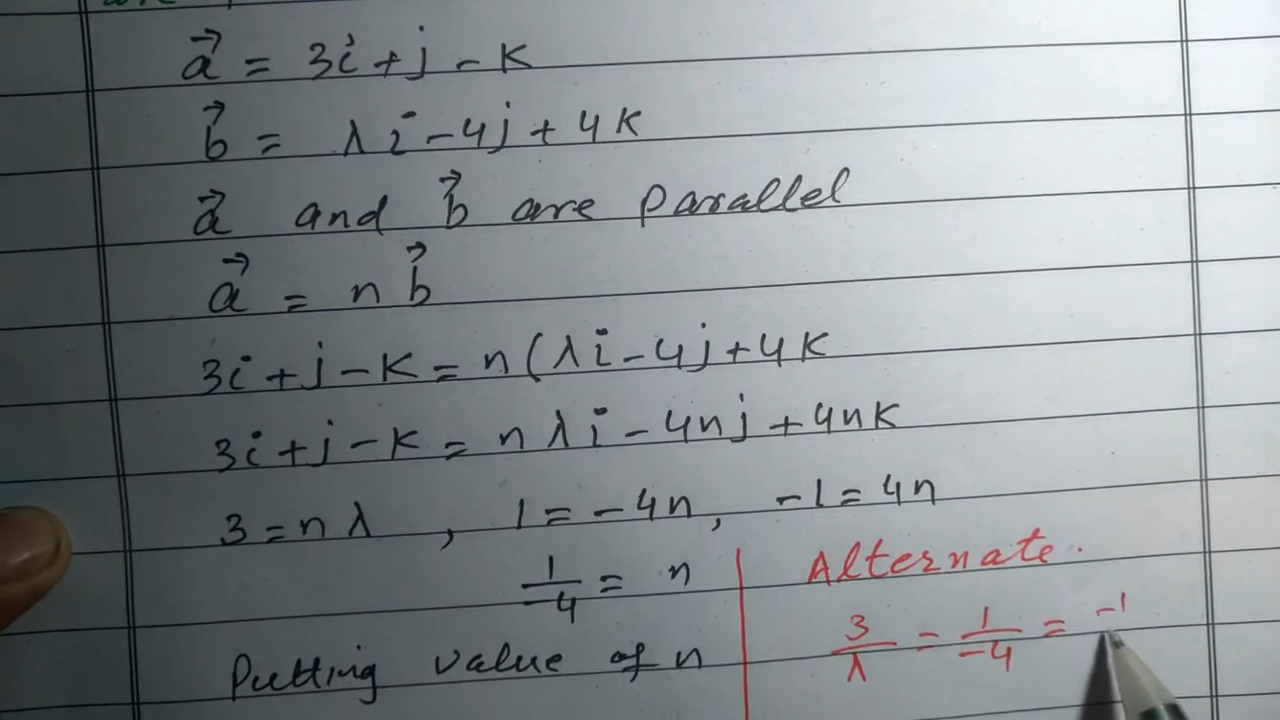 a⃗ = 3i + j - k
b⃗ = λi - 4j + 4k
a⃗ and b⃗ are parallel
a⃗ = n b⃗
3i + j - k = n(λi - 4j + 4k
3i + j - k = nλi - 4nj + 4nk
3 = nλ , 1 = -4n, -1 = 4n
1/-4 = n
Putting value of n
Alternate.
3/λ = 1/-4 = -1